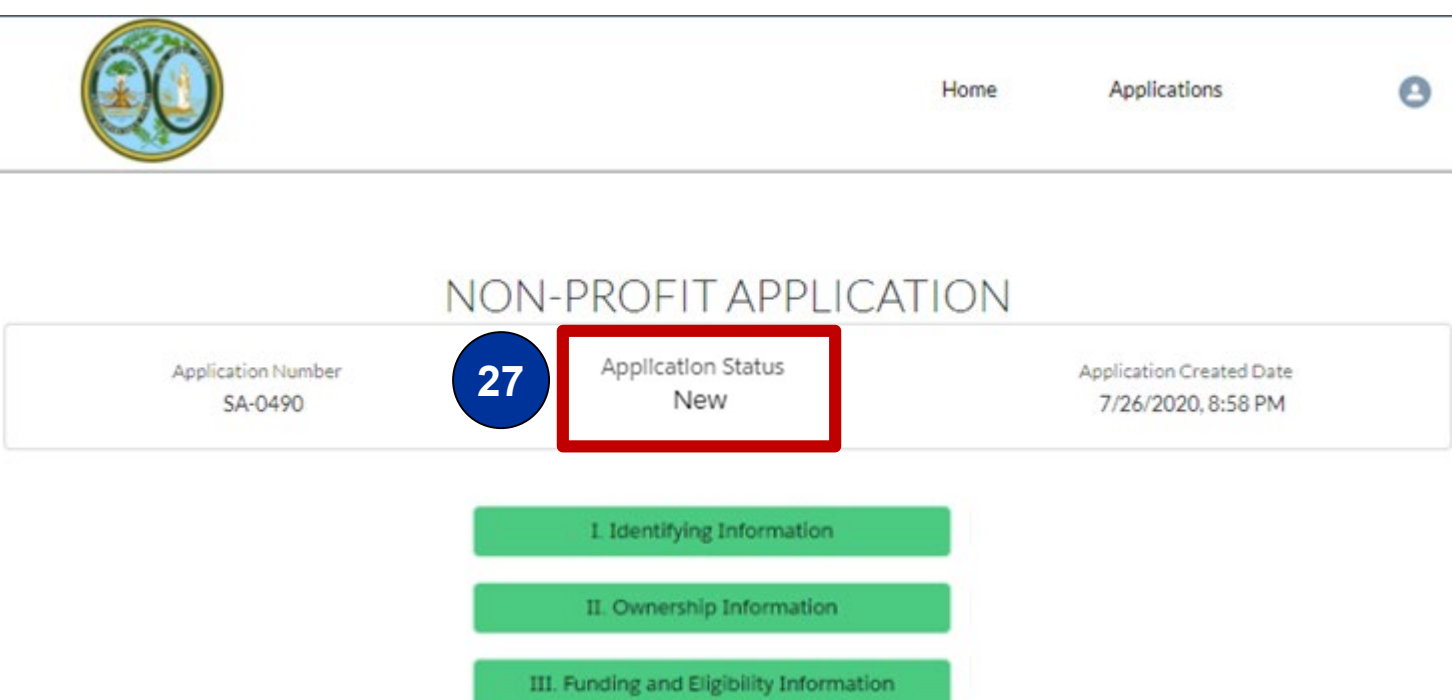 Home Applications
NON-PROFIT APPLICATION
Application Number
SA-0490
27
Application Status
New
Application Created Date
7/26/2020, 8:58 PM
I. Identifying Information
II. Ownership Information
III. Funding and Eligibility Information